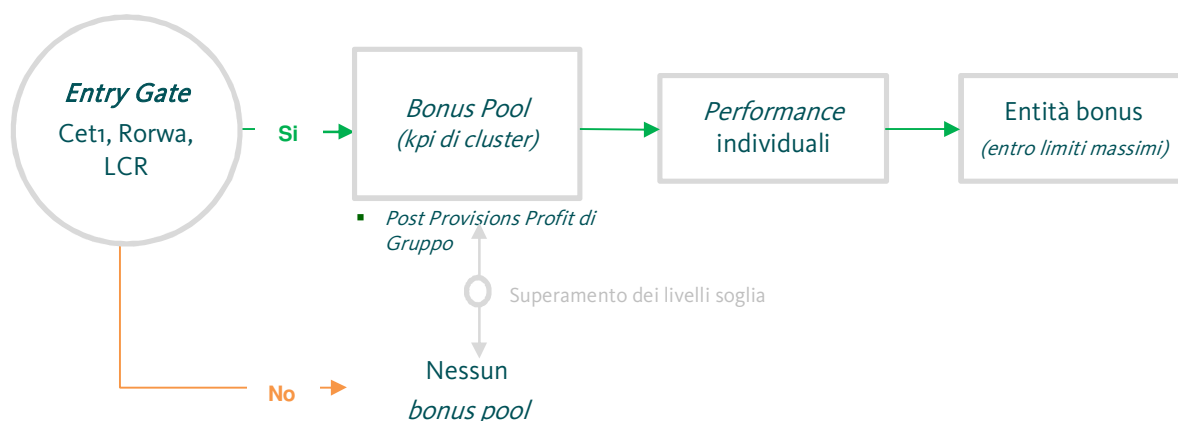 Entry Gate
Cet1, Rorwa,
LCR
Si
Bonus Pool
(kpi di cluster)
Performance
individuali
Entità bonus
(entro limiti massimi)
▪ Post Provisions Profit di
Gruppo
Superamento dei livelli soglia
No
Nessun
bonus pool